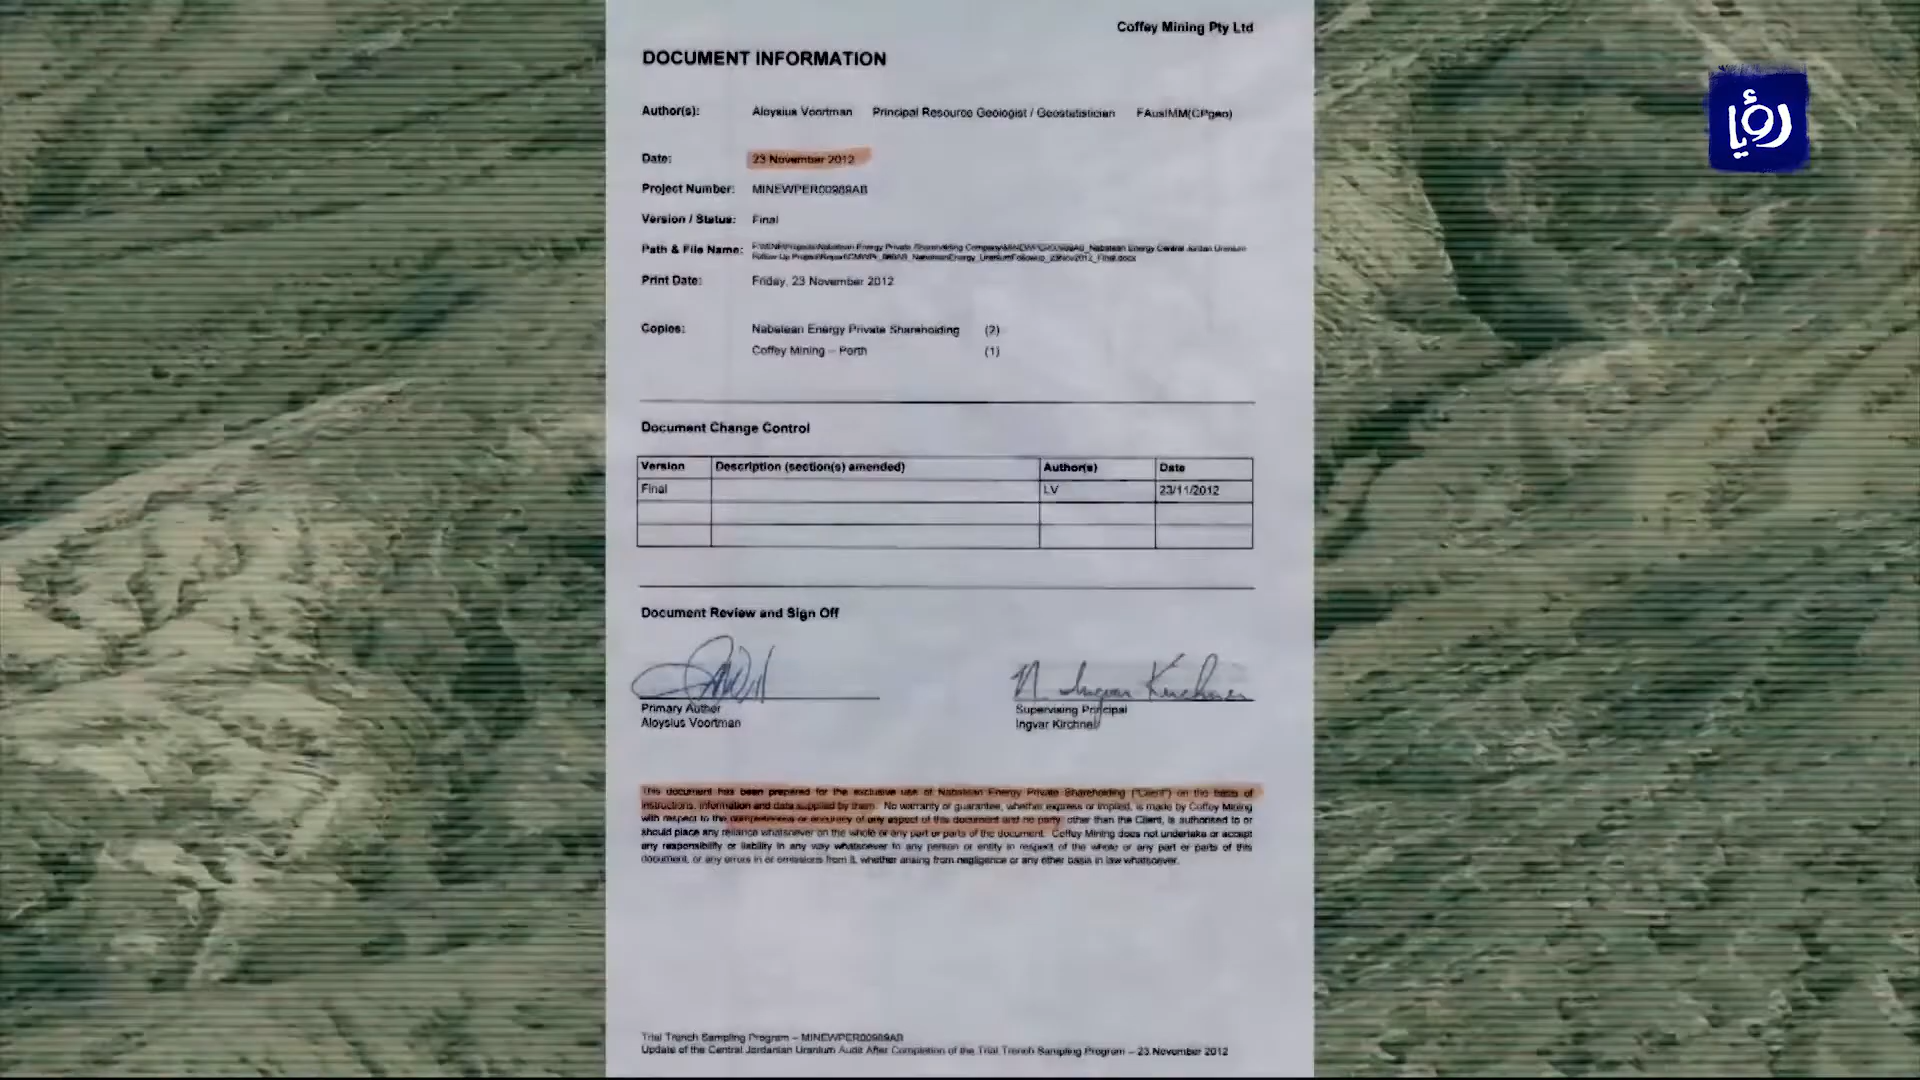 Coffey Mining Pty Ltd
DOCUMENT INFORMATION
Author(s): Aloysius Voortman Principal Resource Geologist / Geostatistician FAusIMM(CPgeo)
Date: 23 November 2012
Project Number: MINEWPER00989AB
Version / Status: Final
Path & File Name:
Print Date: Friday, 23 November 2012
Copies: Nabatean Energy Private Shareholding (2)
Coffey Mining – Perth (1)
Document Change Control
Version Description (section(s) amended) Author(s) Date
Final LV 23/11/2012
Document Review and Sign Off
N. Ingvar Kirchner
Primary Author Supervising Principal
Aloysius Voortman Ingvar Kirchner
This document has been prepared for the exclusive use of Nabatean Energy Private Shareholding ("Client") on the basis of
instructions, information and data supplied by them. No warranty or guarantee, whether express or implied, is made by Coffey Mining
with respect to the completeness or accuracy of any aspect of this document and no party, other than the Client, is authorised to or
should place any reliance whatsoever on the whole or any part or parts of the document. Coffey Mining does not undertake or accept
any responsibility or liability in any way whatsoever to any person or entity in respect of the whole or any part or parts of this
document, or any errors in or omissions from it, whether arising from negligence or any other basis in law whatsoever.
Trial Trench Sampling Program – MINEWPER00989AB
Update of the Central Jordanian Uranium Audit After Completion of the Trial Trench Sampling Program – 23 November 2012
رؤيا